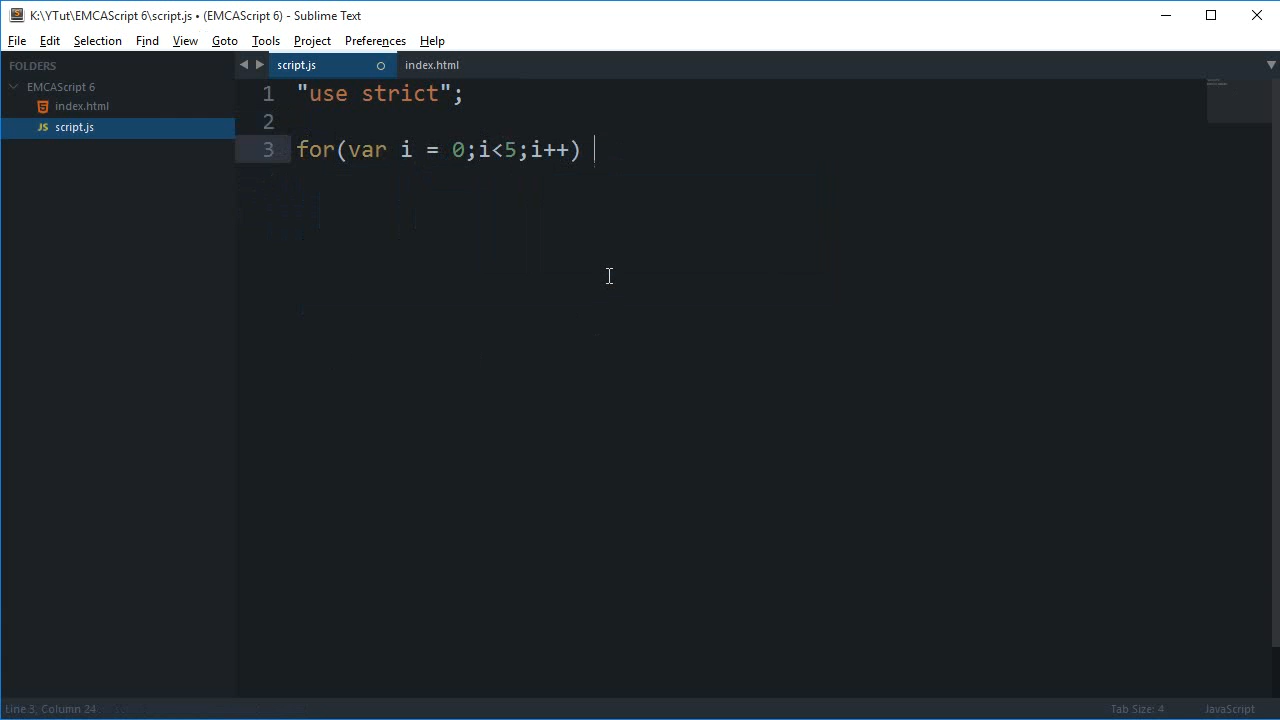 K:\YTut\EMCAScript 6\script.js • (EMCAScript 6) - Sublime Text
File Edit Selection Find View Goto Tools Project Preferences Help
FOLDERS
EMCAScript 6
index.html
JS script.js
script.js index.html
1 "use strict";
2
3 for(var i = 0;i<5;i++)
Line 3, Column 24 Tab Size: 4 JavaScript